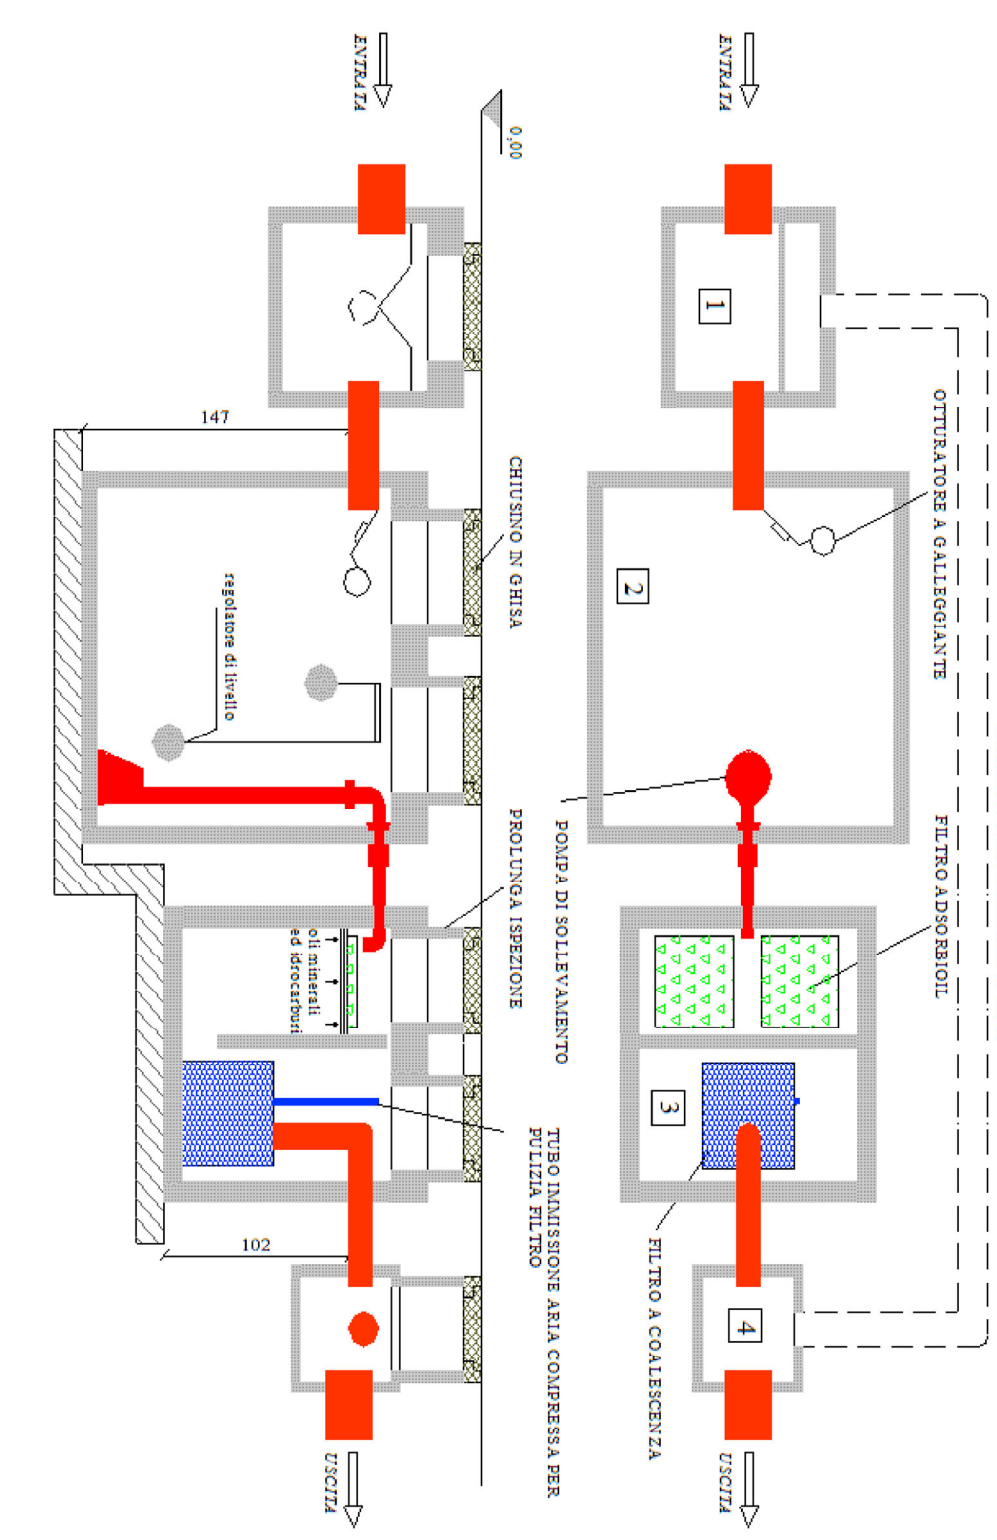 ENTRATA
1
OTTURATORE A GALLEGGIANTE
2
POMPA DI SOLLEVAMENTO
FILTRO ADSORBIOIL
3
FILTRO A COALESCENZA
4
USCITA
ENTRATA
0,00
147
CHIUSINO IN GHISA
regolatore di livello
PROLUNGA ISPEZIONE
oli minerali
ed idrocarburi
TUBO IMMISSIONE ARIA COMPRESSA PER
PULIZIA FILTRO
102
USCITA